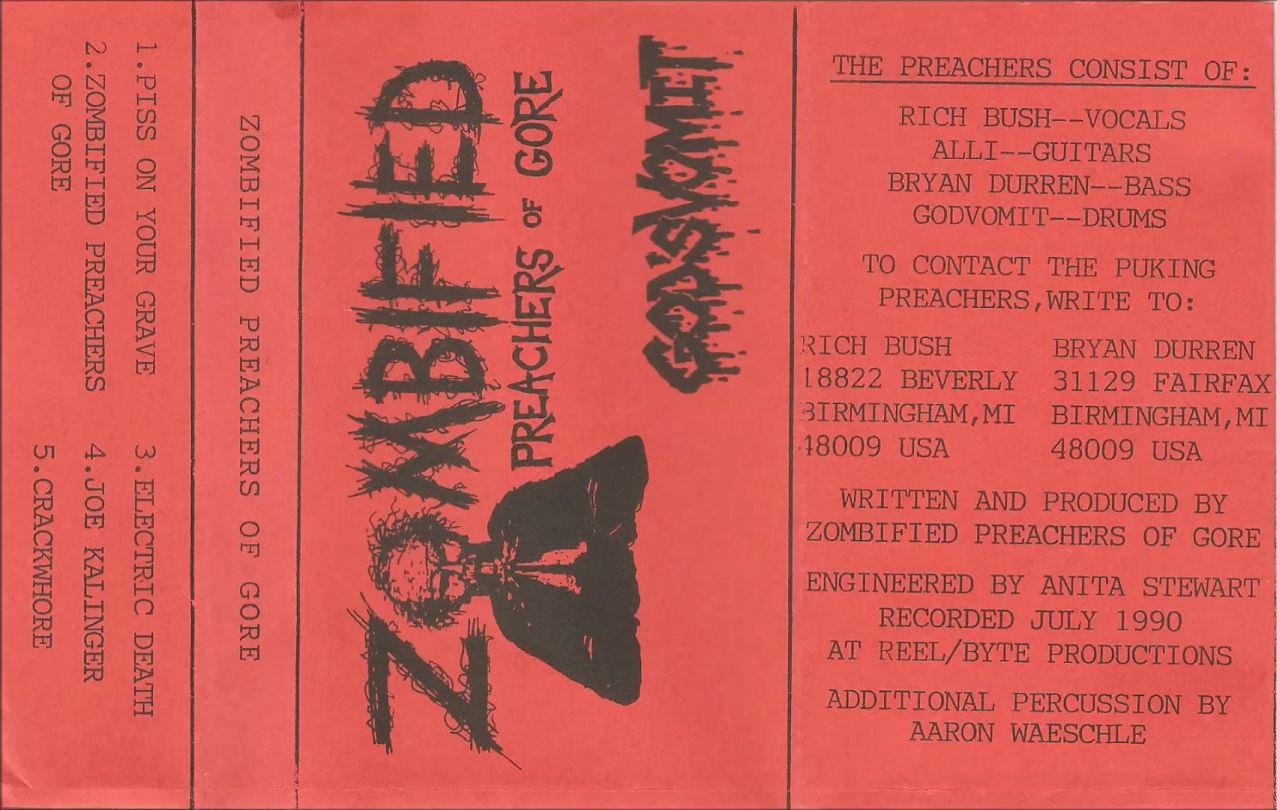 1.PISS ON YOUR GRAVE
2.ZOMBIFIED PREACHERS
OF GORE
3.ELECTRIC DEATH
4.JOE KALINGER
5.CRACKWHORE
ZOMBIFIED PREACHERS OF GORE
ZOMBIFIED
PREACHERS OF GORE
GODSVOMIT
THE PREACHERS CONSIST OF:
RICH BUSH--VOCALS
ALLI--GUITARS
BRYAN DURREN--BASS
GODVOMIT--DRUMS
TO CONTACT THE PUKING
PREACHERS,WRITE TO:
RICH BUSH
18822 BEVERLY
BIRMINGHAM,MI
48009 USA
BRYAN DURREN
31129 FAIRFAX
BIRMINGHAM,MI
48009 USA
WRITTEN AND PRODUCED BY
ZOMBIFIED PREACHERS OF GORE
ENGINEERED BY ANITA STEWART
RECORDED JULY 1990
AT REEL/BYTE PRODUCTIONS
ADDITIONAL PERCUSSION BY
AARON WAESCHLE